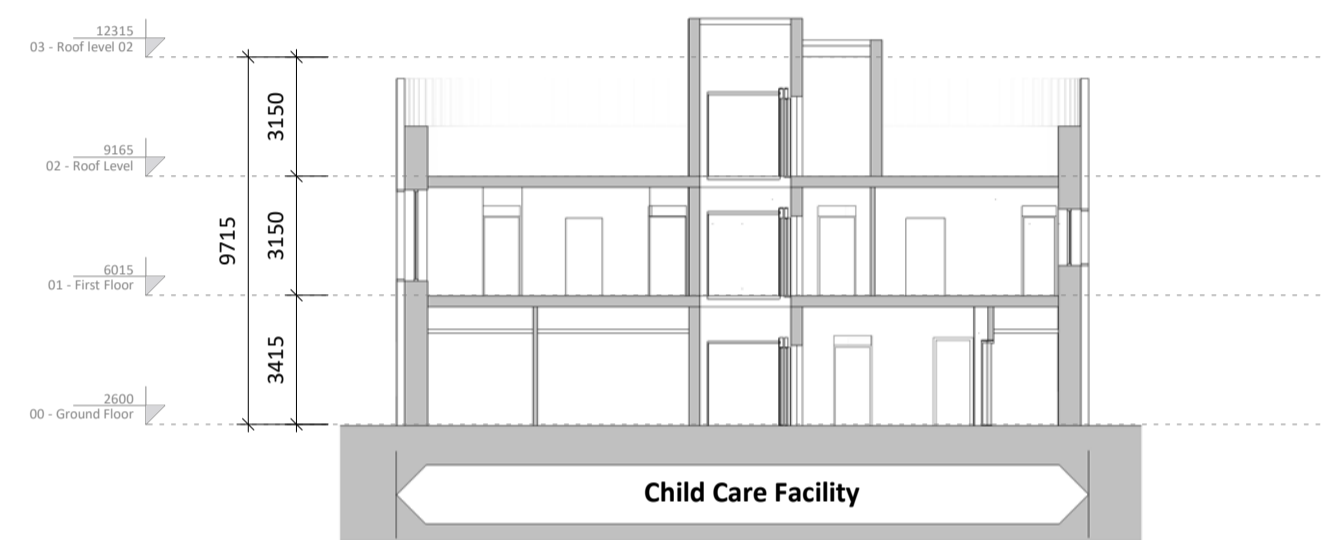 12315
03 - Roof level 02
3150
9165
02 - Roof Level
9715
3150
6015
01 - First Floor
3415
2600
00 - Ground Floor
Child Care Facility